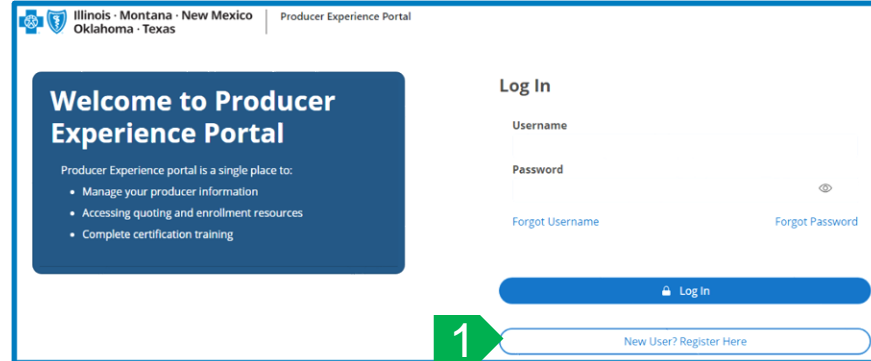 Illinois · Montana · New Mexico
Oklahoma · Texas
Producer Experience Portal
Welcome to Producer
Experience Portal
Producer Experience portal is a single place to:
• Manage your producer information
• Accessing quoting and enrollment resources
• Complete certification training
Log In
Username
Password
Forgot Username
Forgot Password
Log In
1
New User? Register Here